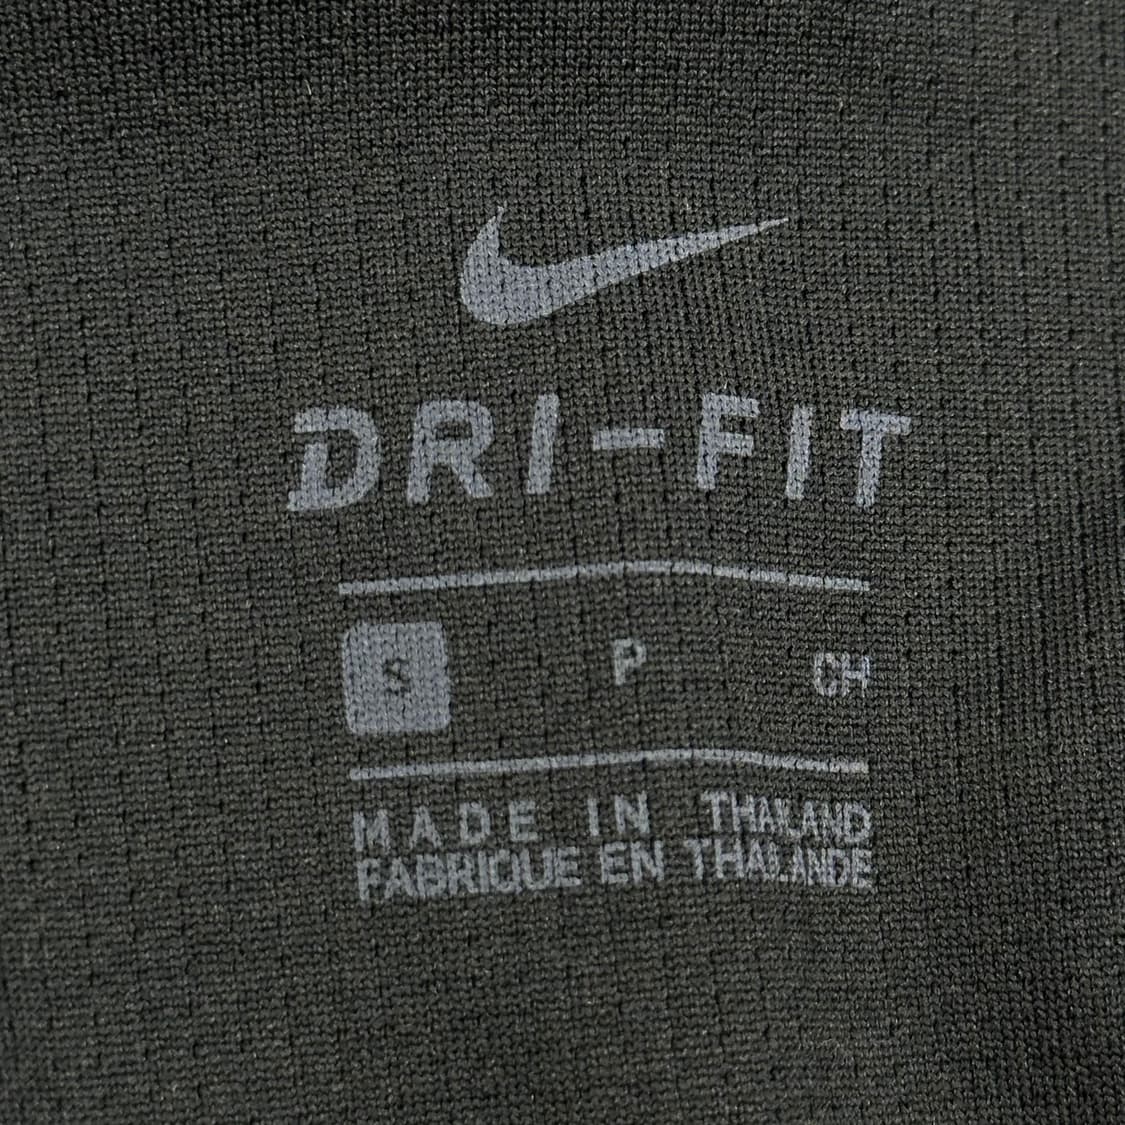 DRI-FIT
S P CH
MADE IN THAILAND
FABRIQUE EN THAILANDE